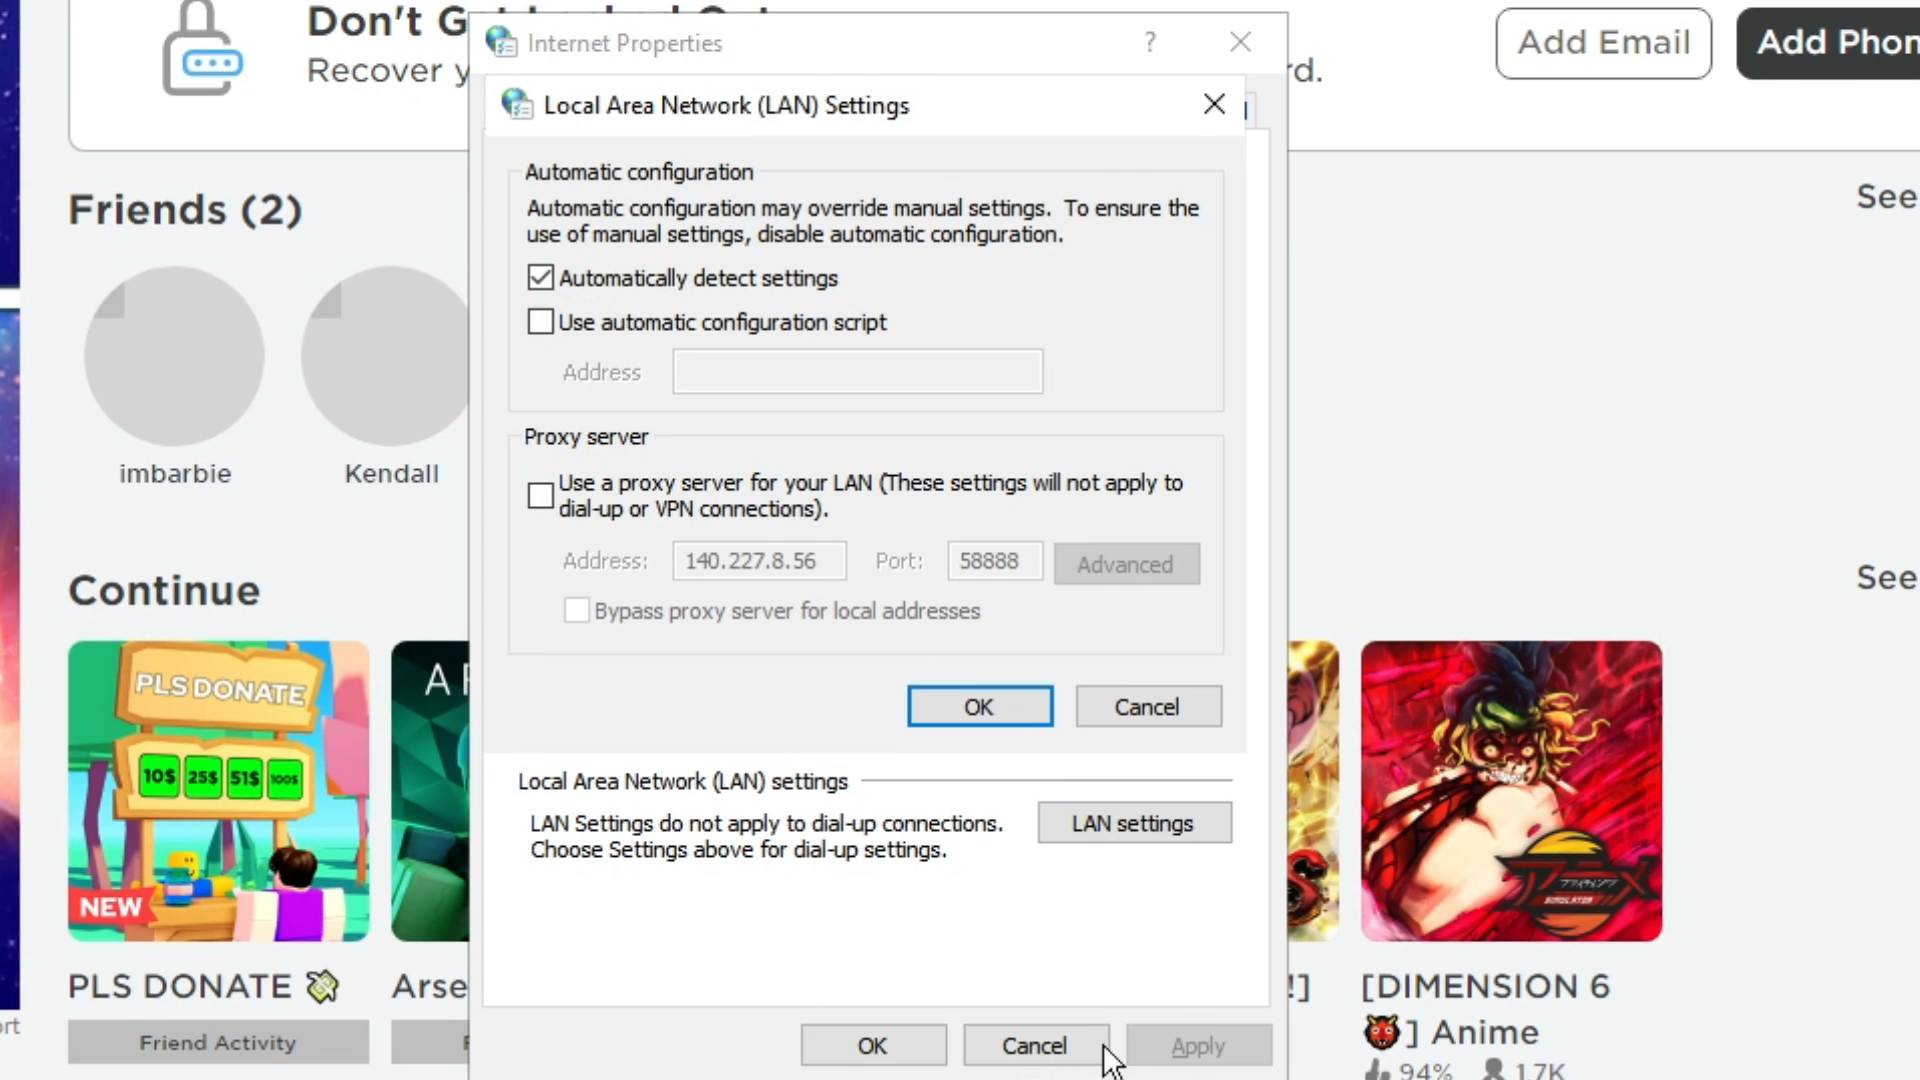 Don't G
Recover y
rd.
Add Email
Add Phon
Internet Properties
?
Local Area Network (LAN) Settings
Automatic configuration
Automatic configuration may override manual settings. To ensure the
use of manual settings, disable automatic configuration.
Automatically detect settings
Use automatic configuration script
Address
Proxy server
Use a proxy server for your LAN (These settings will not apply to
dial-up or VPN connections).
Address: 140.227.8.56 Port: 58888 Advanced
Bypass proxy server for local addresses
OK Cancel
Local Area Network (LAN) settings
LAN Settings do not apply to dial-up connections.
Choose Settings above for dial-up settings.
LAN settings
OK Cancel Apply
Friends (2)
See
imbarbie
Kendall
Continue
See
PLS DONATE
10$ 25$ 51$ 100$
NEW
A
PLS DONATE 💸
Friend Activity
Arse
!]
[DIMENSION 6
👹] Anime
94% 1.7K
rt